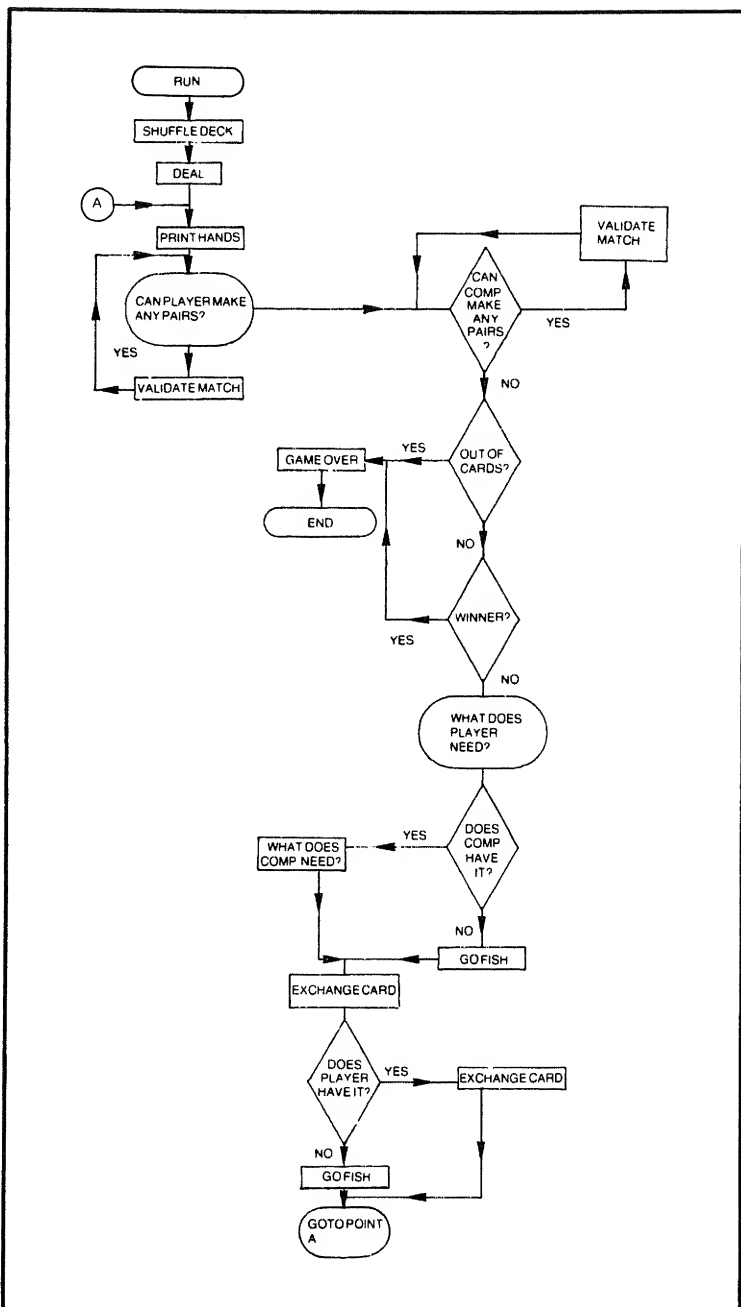 RUN
SHUFFLE DECK
DEAL
A
PRINT HANDS
CAN PLAYER MAKE
ANY PAIRS?
YES
VALIDATE MATCH
VALIDATE
MATCH
CAN
COMP
MAKE
ANY
PAIRS
?
YES
NO
OUT OF
CARDS?
YES
GAME OVER
END
NO
WINNER?
YES
NO
WHAT DOES
PLAYER
NEED?
DOES
COMP
HAVE
IT?
YES
WHAT DOES
COMP NEED?
NO
GO FISH
EXCHANGE CARD
DOES
PLAYER
HAVE IT?
YES
EXCHANGE CARD
NO
GO FISH
GOTO POINT
A